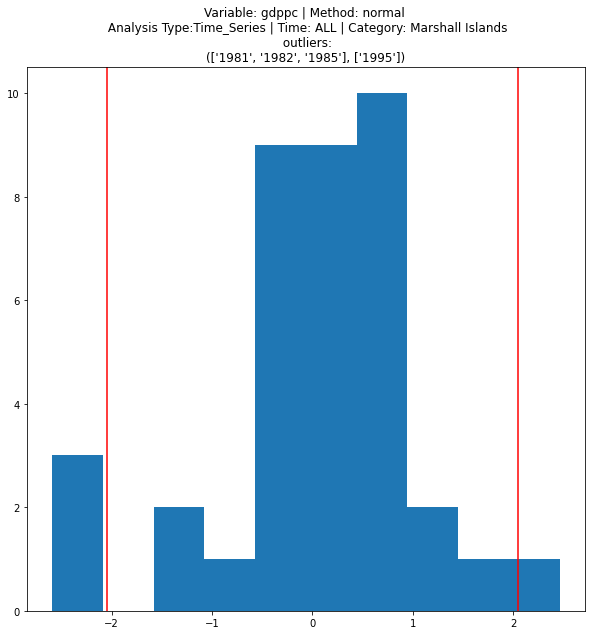 Variable: gdppc | Method: normal
Analysis Type:Time_Series | Time: ALL | Category: Marshall Islands
outliers:
(['1981', '1982', '1985'], ['1995'])
10
8
6
4
2
0
−2
−1
0
1
2